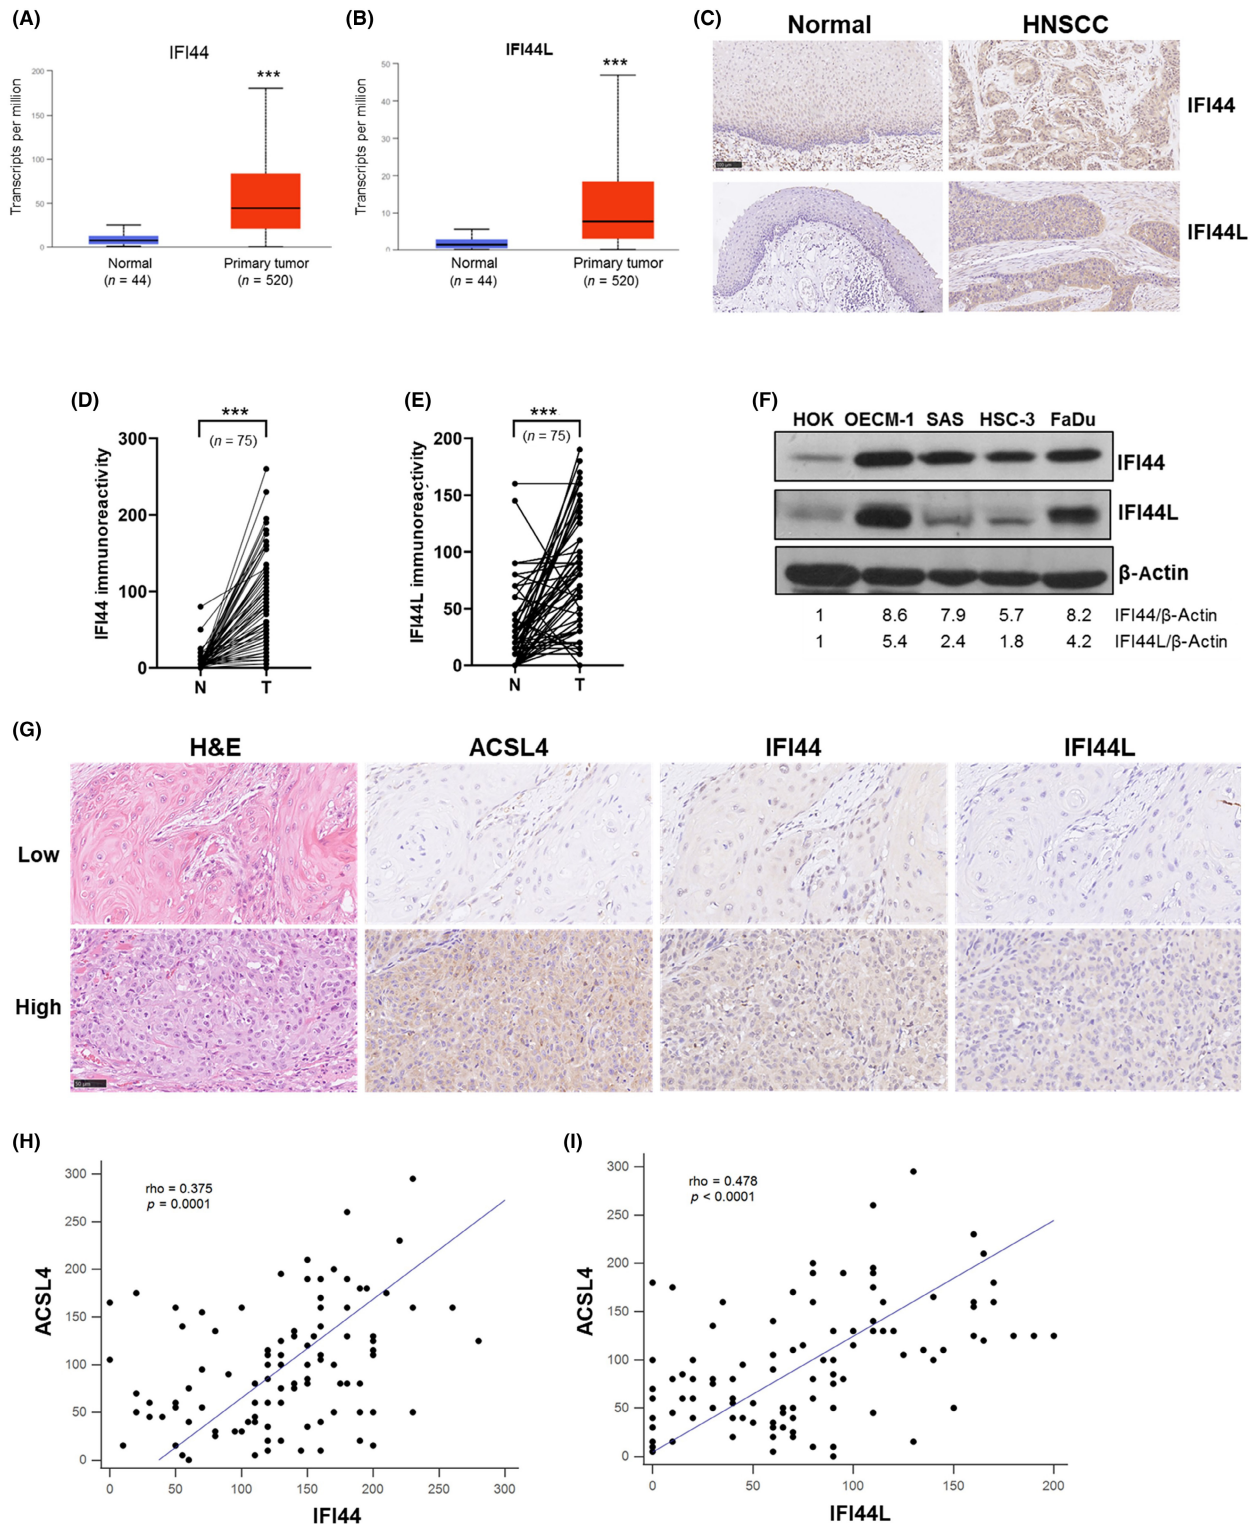 (A)
IFI44
Transcripts per million
200
150
100
50
0
***
Normal
(n = 44)
Primary tumor
(n = 520)
(B)
IFI44L
Transcripts per million
50
40
30
20
10
0
***
Normal
(n = 44)
Primary tumor
(n = 520)
(C)
Normal HNSCC
IFI44
IFI44L
(D)
***
(n = 75)
IFI44 immunoreactivity
300
200
100
0
N T
(E)
***
(n = 75)
IFI44L immunoreactivity
200
150
100
50
0
N T
(F)
HOK OECM-1 SAS HSC-3 FaDu
IFI44
IFI44L
β-Actin
1 8.6 7.9 5.7 8.2 IFI44/β-Actin
1 5.4 2.4 1.8 4.2 IFI44L/β-Actin
(G)
H&E ACSL4 IFI44 IFI44L
Low
High
50 µm
(H)
rho = 0.375
p = 0.0001
ACSL4
300
250
200
150
100
50
0
0 50 100 150 200 250 300
IFI44
(I)
rho = 0.478
p < 0.0001
ACSL4
300
250
200
150
100
50
0
0 50 100 150 200
IFI44L